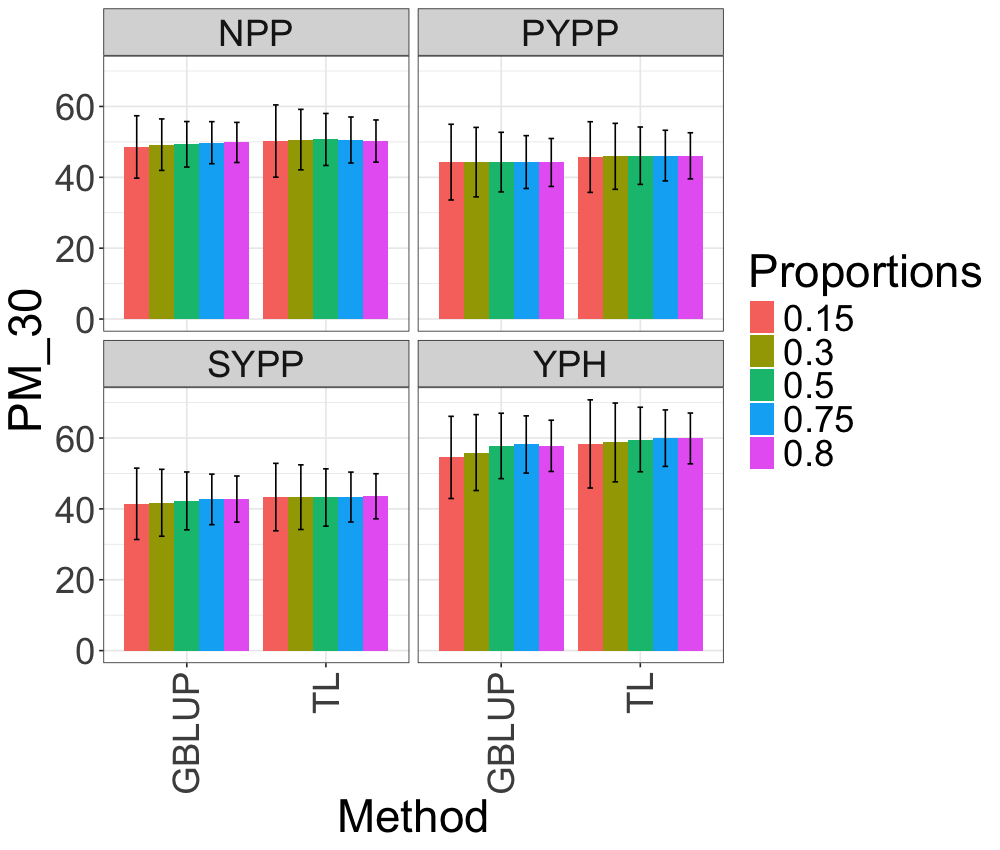 NPP
PYPP
60
40
20
0
SYPP
YPH
60
40
20
0
PM_30
GBLUP
TL
GBLUP
TL
Method
Proportions
0.15
0.3
0.5
0.75
0.8